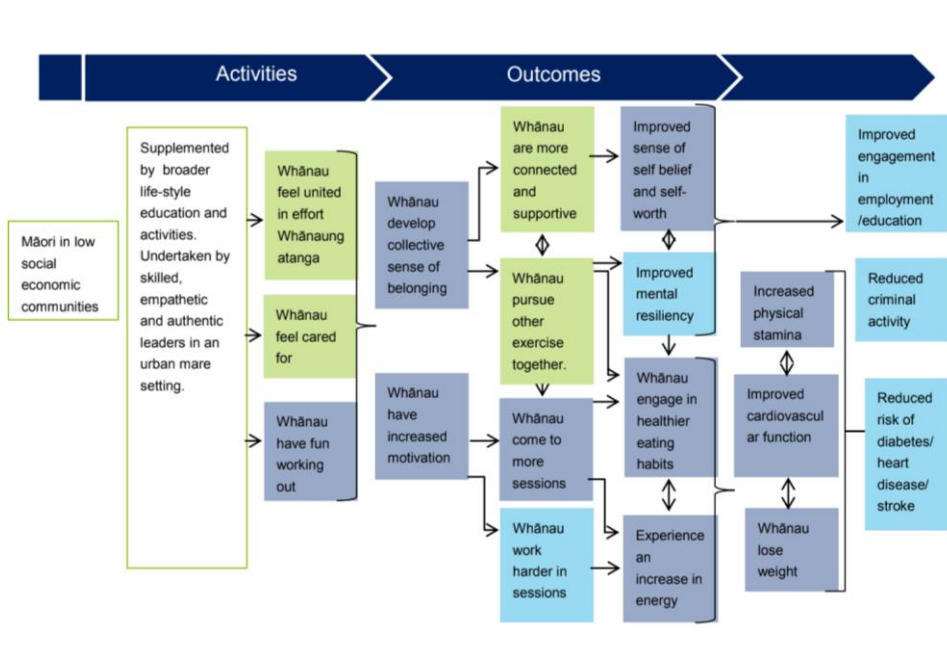 Activities
Outcomes
Māori in low
social
economic
communities
Supplemented
by broader
life-style
education and
activities.
Undertaken by
skilled,
empathetic
and authentic
leaders in an
urban mare
setting.
Whānau
feel united
in effort
Whānaung
atanga
Whānau
feel cared
for
Whānau
have fun
working
out
Whānau
develop
collective
sense of
belonging
Whānau
have
increased
motivation
Whānau
are more
connected
and
supportive
Whānau
pursue
other
exercise
together.
Whānau
come to
more
sessions
Whānau
work
harder in
sessions
Improved
sense of
self belief
and self-
worth
Improved
mental
resiliency
Whānau
engage in
healthier
eating
habits
Experience
an
increase in
energy
Increased
physical
stamina
Improved
cardiovascul
ar function
Whānau
lose
weight
Improved
engagement
in
employment
/education
Reduced
criminal
activity
Reduced
risk of
diabetes/
heart
disease/
stroke